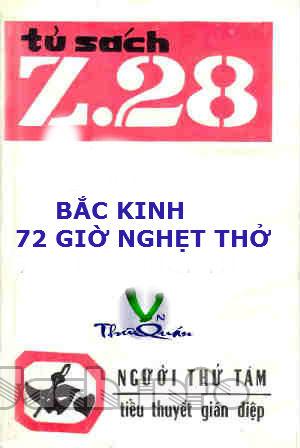 tủ sách
Z.28
BẮC KINH
72 GIỜ NGHẸT THỞ
VN
Thư Quán
NGƯỜI THỨ TÁM
tiểu thuyết gián điệp